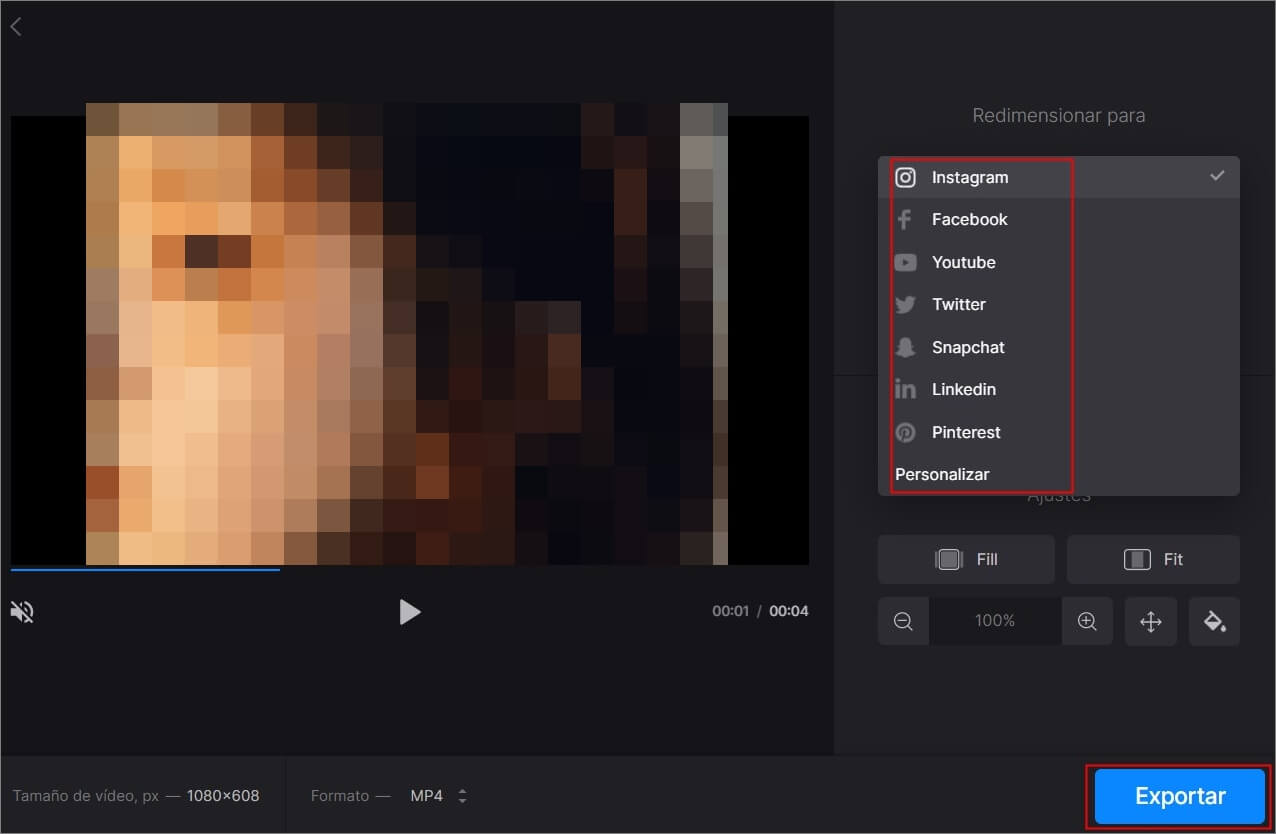 Redimensionar para
Instagram
Facebook
Youtube
Twitter
Snapchat
Linkedin
Pinterest
Personalizar
Ajustes
Fill
Fit
100%
00:01 / 00:04
Tamaño de vídeo, px — 1080×608
Formato — MP4
Exportar